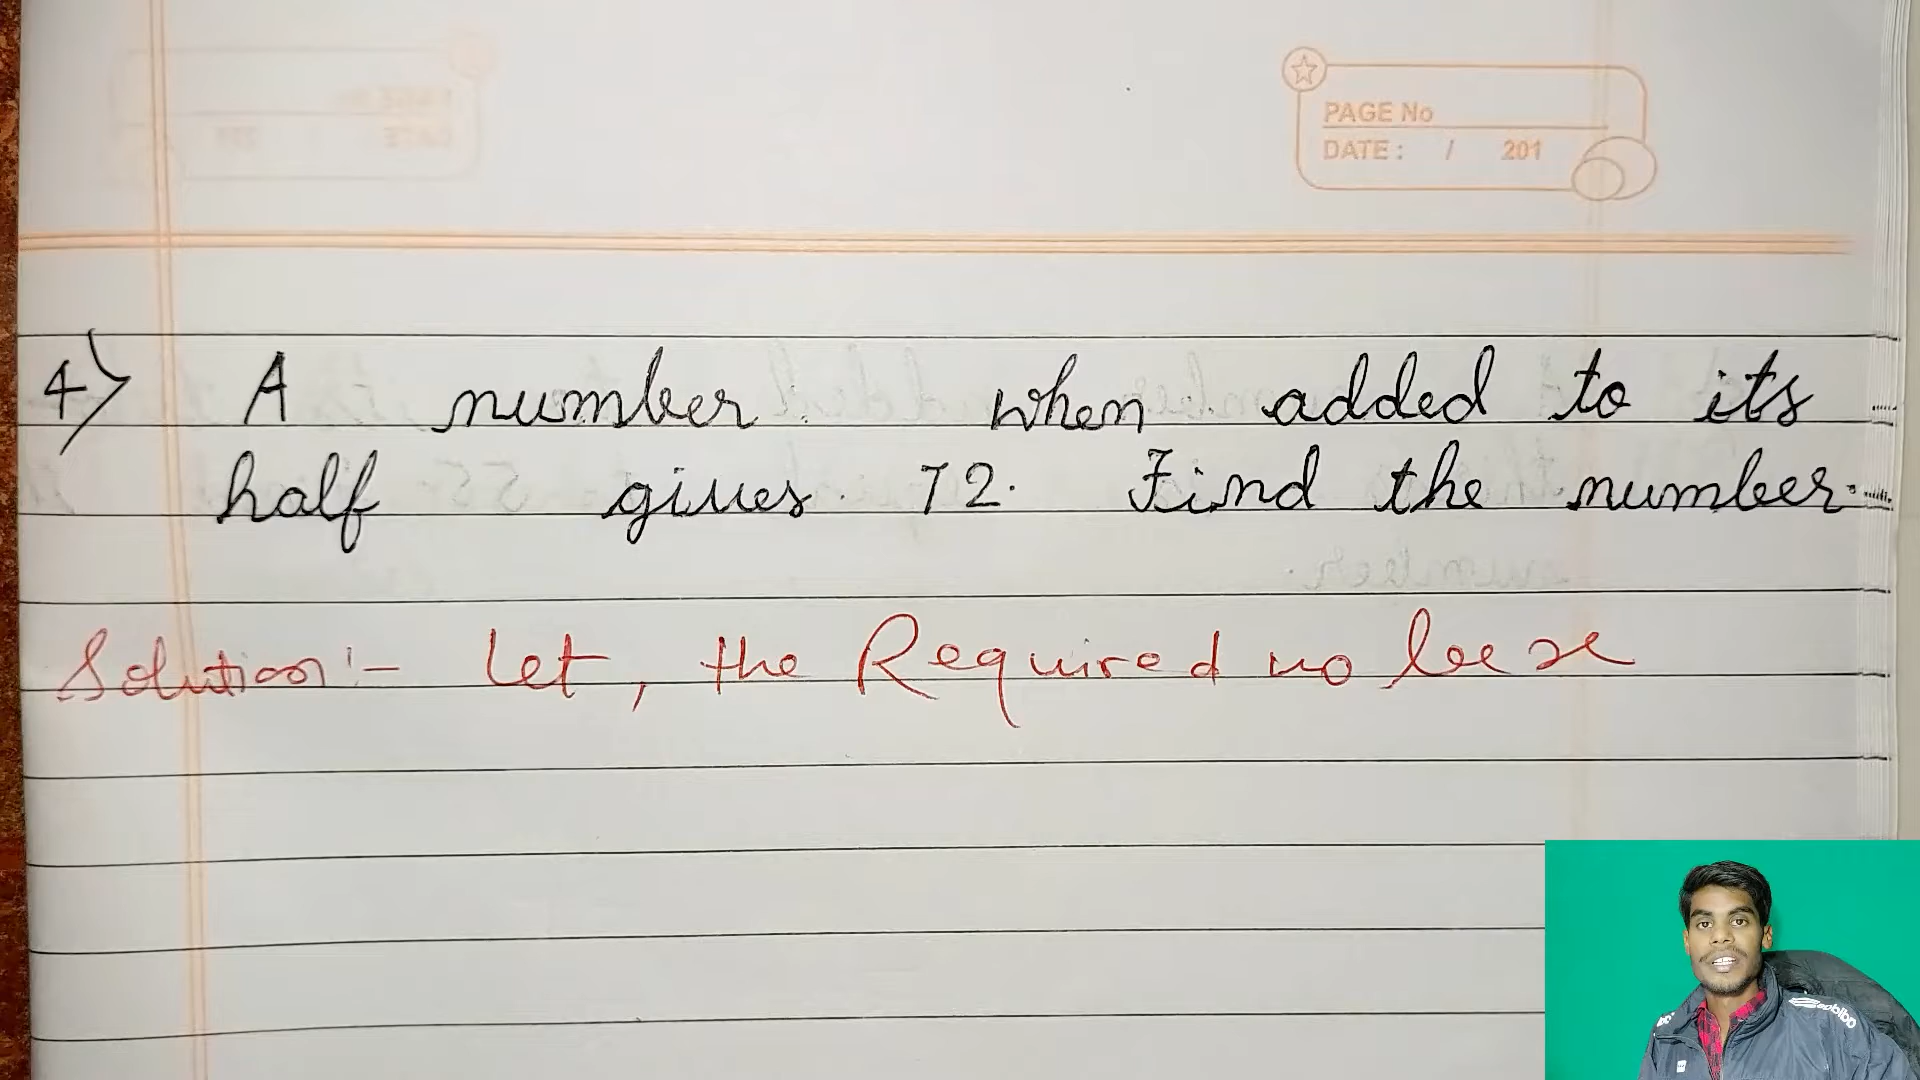 PAGE No
DATE : / 201
4) A number when added to its
half gives 72. Find the number.
Solution:- Let, the Required no be x